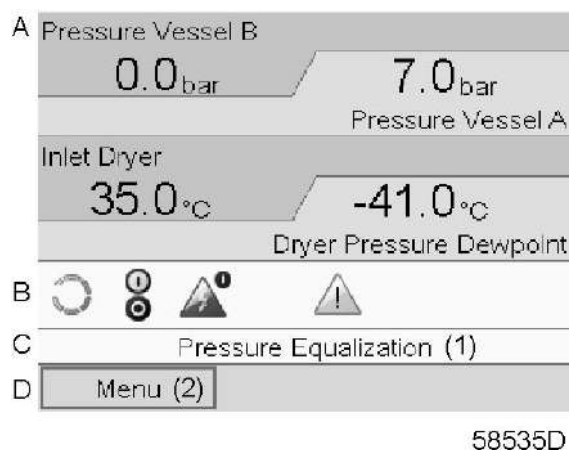 A Pressure Vessel B
0.0bar 7.0bar
Pressure Vessel A
Inlet Dryer
35.0°C -41.0°C
Dryer Pressure Dewpoint
B
C Pressure Equalization (1)
D Menu (2)
58535D